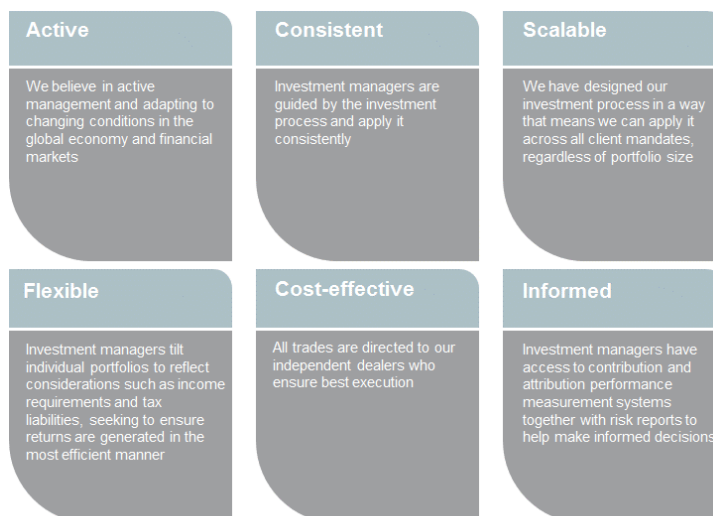 Active
We believe in active
management and adapting to
changing conditions in the
global economy and financial
markets
Consistent
Investment managers are
guided by the investment
process and apply it
consistently
Scalable
We have designed our
investment process in a way
that means we can apply it
across all client mandates,
regardless of portfolio size
Flexible
Investment managers tilt
individual portfolios to reflect
considerations such as income
requirements and tax
liabilities, seeking to ensure
returns are generated in the
most efficient manner
Cost-effective
All trades are directed to our
independent dealers who
ensure best execution
Informed
Investment managers have
access to contribution and
attribution performance
measurement systems
together with risk reports to
help make informed decisions